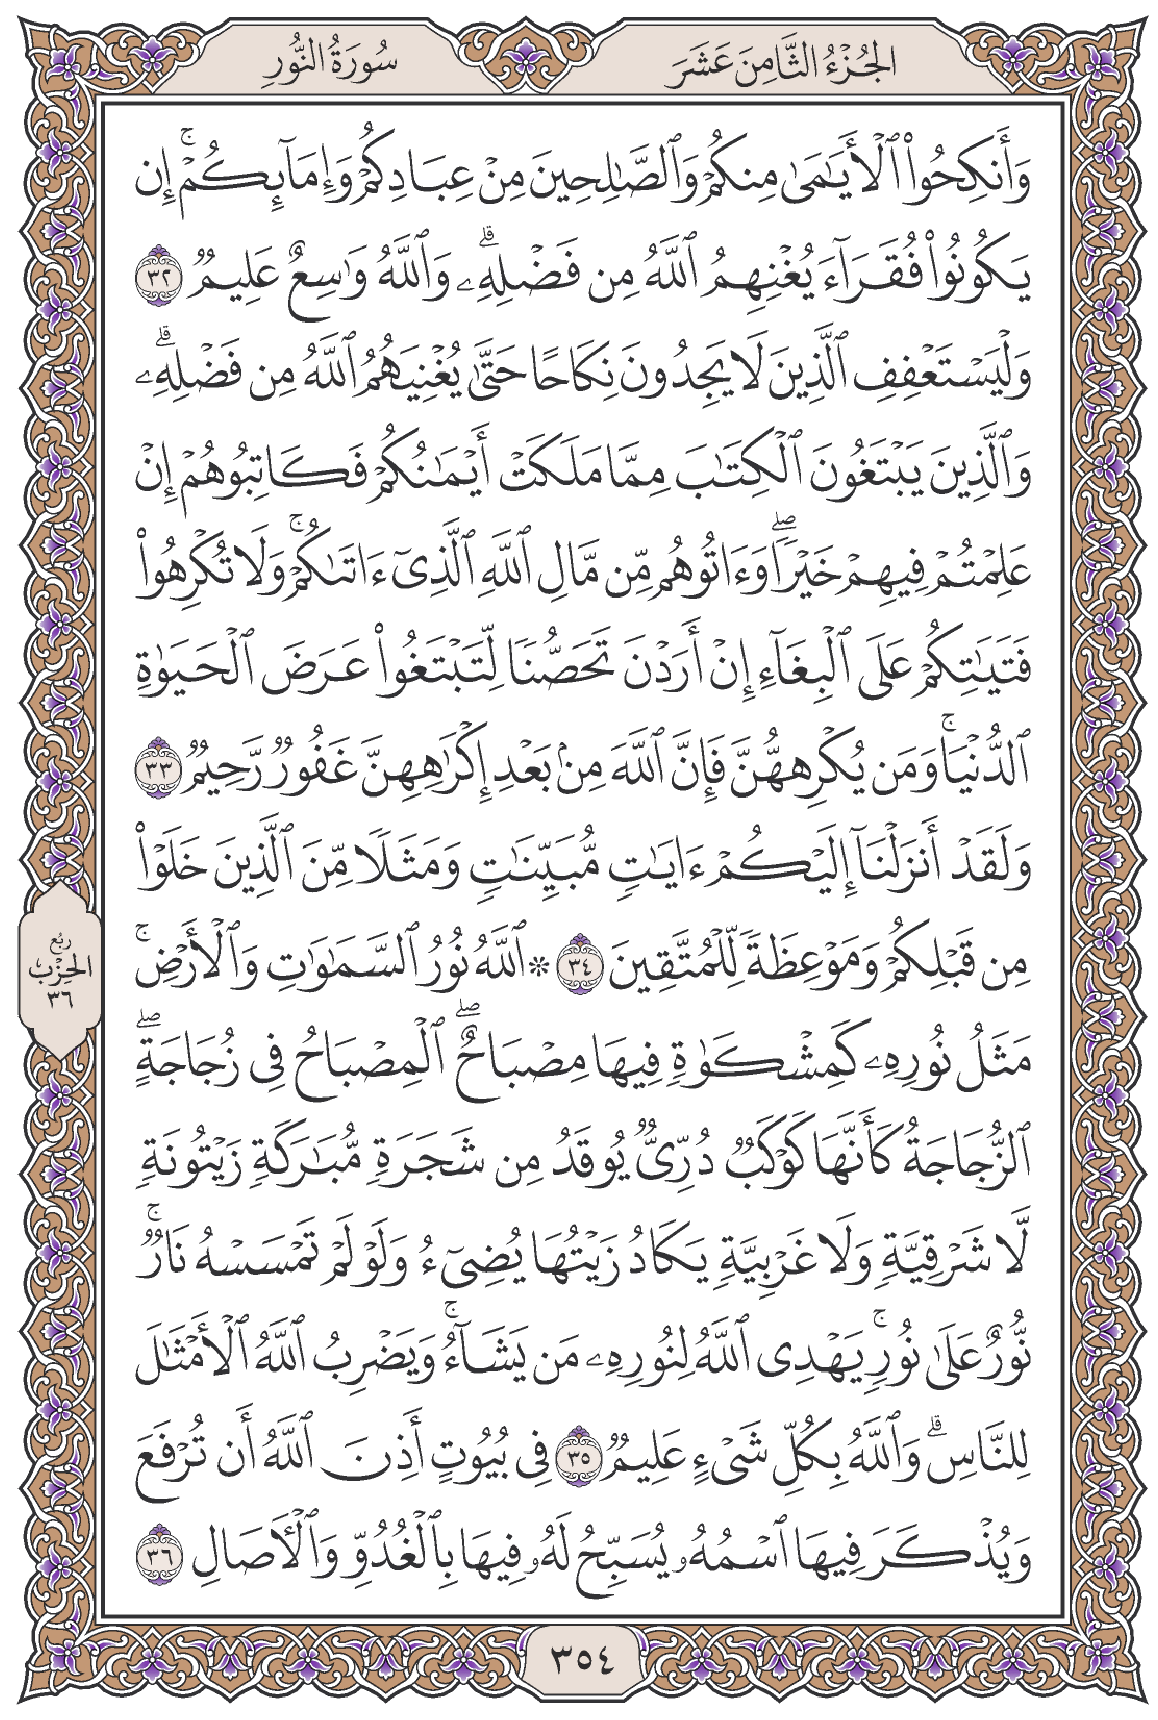 الجُزْءُ الثَّامِنَ عَشَرَ
سُورَةُ النُّورِ
وَأَنكِحُوا۟ ٱلْأَيَـٰمَىٰ مِنكُمْ وَٱلصَّـٰلِحِينَ مِنْ عِبَادِكُمْ وَإِمَآئِكُمْ ۚ إِن
يَكُونُوا۟ فُقَرَآءَ يُغْنِهِمُ ٱللَّهُ مِن فَضْلِهِۦ ۗ وَٱللَّهُ وَٰسِعٌ عَلِيمٌ ٣٢
وَلْيَسْتَعْفِفِ ٱلَّذِينَ لَا يَجِدُونَ نِكَاحًا حَتَّىٰ يُغْنِيَهُمُ ٱللَّهُ مِن فَضْلِهِۦ ۗ
وَٱلَّذِينَ يَبْتَغُونَ ٱلْكِتَـٰبَ مِمَّا مَلَكَتْ أَيْمَـٰنُكُمْ فَكَاتِبُوهُمْ إِنْ
عَلِمْتُمْ فِيهِمْ خَيْرًا ۖ وَءَاتُوهُم مِّن مَّالِ ٱللَّهِ ٱلَّذِىٓ ءَاتَىٰكُمْ ۚ وَلَا تُكْرِهُوا۟
فَتَيَـٰتِكُمْ عَلَى ٱلْبِغَآءِ إِنْ أَرَدْنَ تَحَصُّنًا لِّتَبْتَغُوا۟ عَرَضَ ٱلْحَيَوٰةِ
ٱلدُّنْيَا ۚ وَمَن يُكْرِههُّنَّ فَإِنَّ ٱللَّهَ مِنۢ بَعْدِ إِكْرَٰهِهِنَّ غَفُورٌ رَّحِيمٌ ٣٣
وَلَقَدْ أَنزَلْنَآ إِلَيْكُمْ ءَايَـٰتٍ مُّبَيِّنَـٰتٍ وَمَثَلًا مِّنَ ٱلَّذِينَ خَلَوْا۟
مِن قَبْلِكُمْ وَمَوْعِظَةً لِّلْمُتَّقِينَ ٣٤ * ٱللَّهُ نُورُ ٱلسَّمَـٰوَٰتِ وَٱلْأَرْضِ ۚ
رُبُع
الحِزْب
٣٦
مَثَلُ نُورِهِۦ كَمِشْكَوٰةٍ فِيهَا مِصْبَاحٌ ۖ ٱلْمِصْبَاحُ فِى زُجَاجَةٍ ۖ
ٱلزُّجَاجَةُ كَأَنَّهَا كَوْكَبٌ دُرِّىٌّ يُوقَدُ مِن شَجَرَةٍ مُّبَـٰرَكَةٍ زَيْتُونَةٍ
لَّا شَرْقِيَّةٍ وَلَا غَرْبِيَّةٍ يَكَادُ زَيْتُهَا يُضِىٓءُ وَلَوْ لَمْ تَمْسَسْهُ نَارٌ ۚ
نُّورٌ عَلَىٰ نُورٍ ۗ يَهْدِى ٱللَّهُ لِنُورِهِۦ مَن يَشَآءُ ۚ وَيَضْرِبُ ٱللَّهُ ٱلْأَمْثَـٰلَ
لِلنَّاسِ ۗ وَٱللَّهُ بِكُلِّ شَىْءٍ عَلِيمٌ ٣٥ فِى بُيُوتٍ أَذِنَ ٱللَّهُ أَن تُرْفَعَ
وَيُذْكَرَ فِيهَا ٱسْمُهُۥ يُسَبِّحُ لَهُۥ فِيهَا بِٱلْغُدُوِّ وَٱلْـَٔاصَالِ ٣٦
٣٥٤